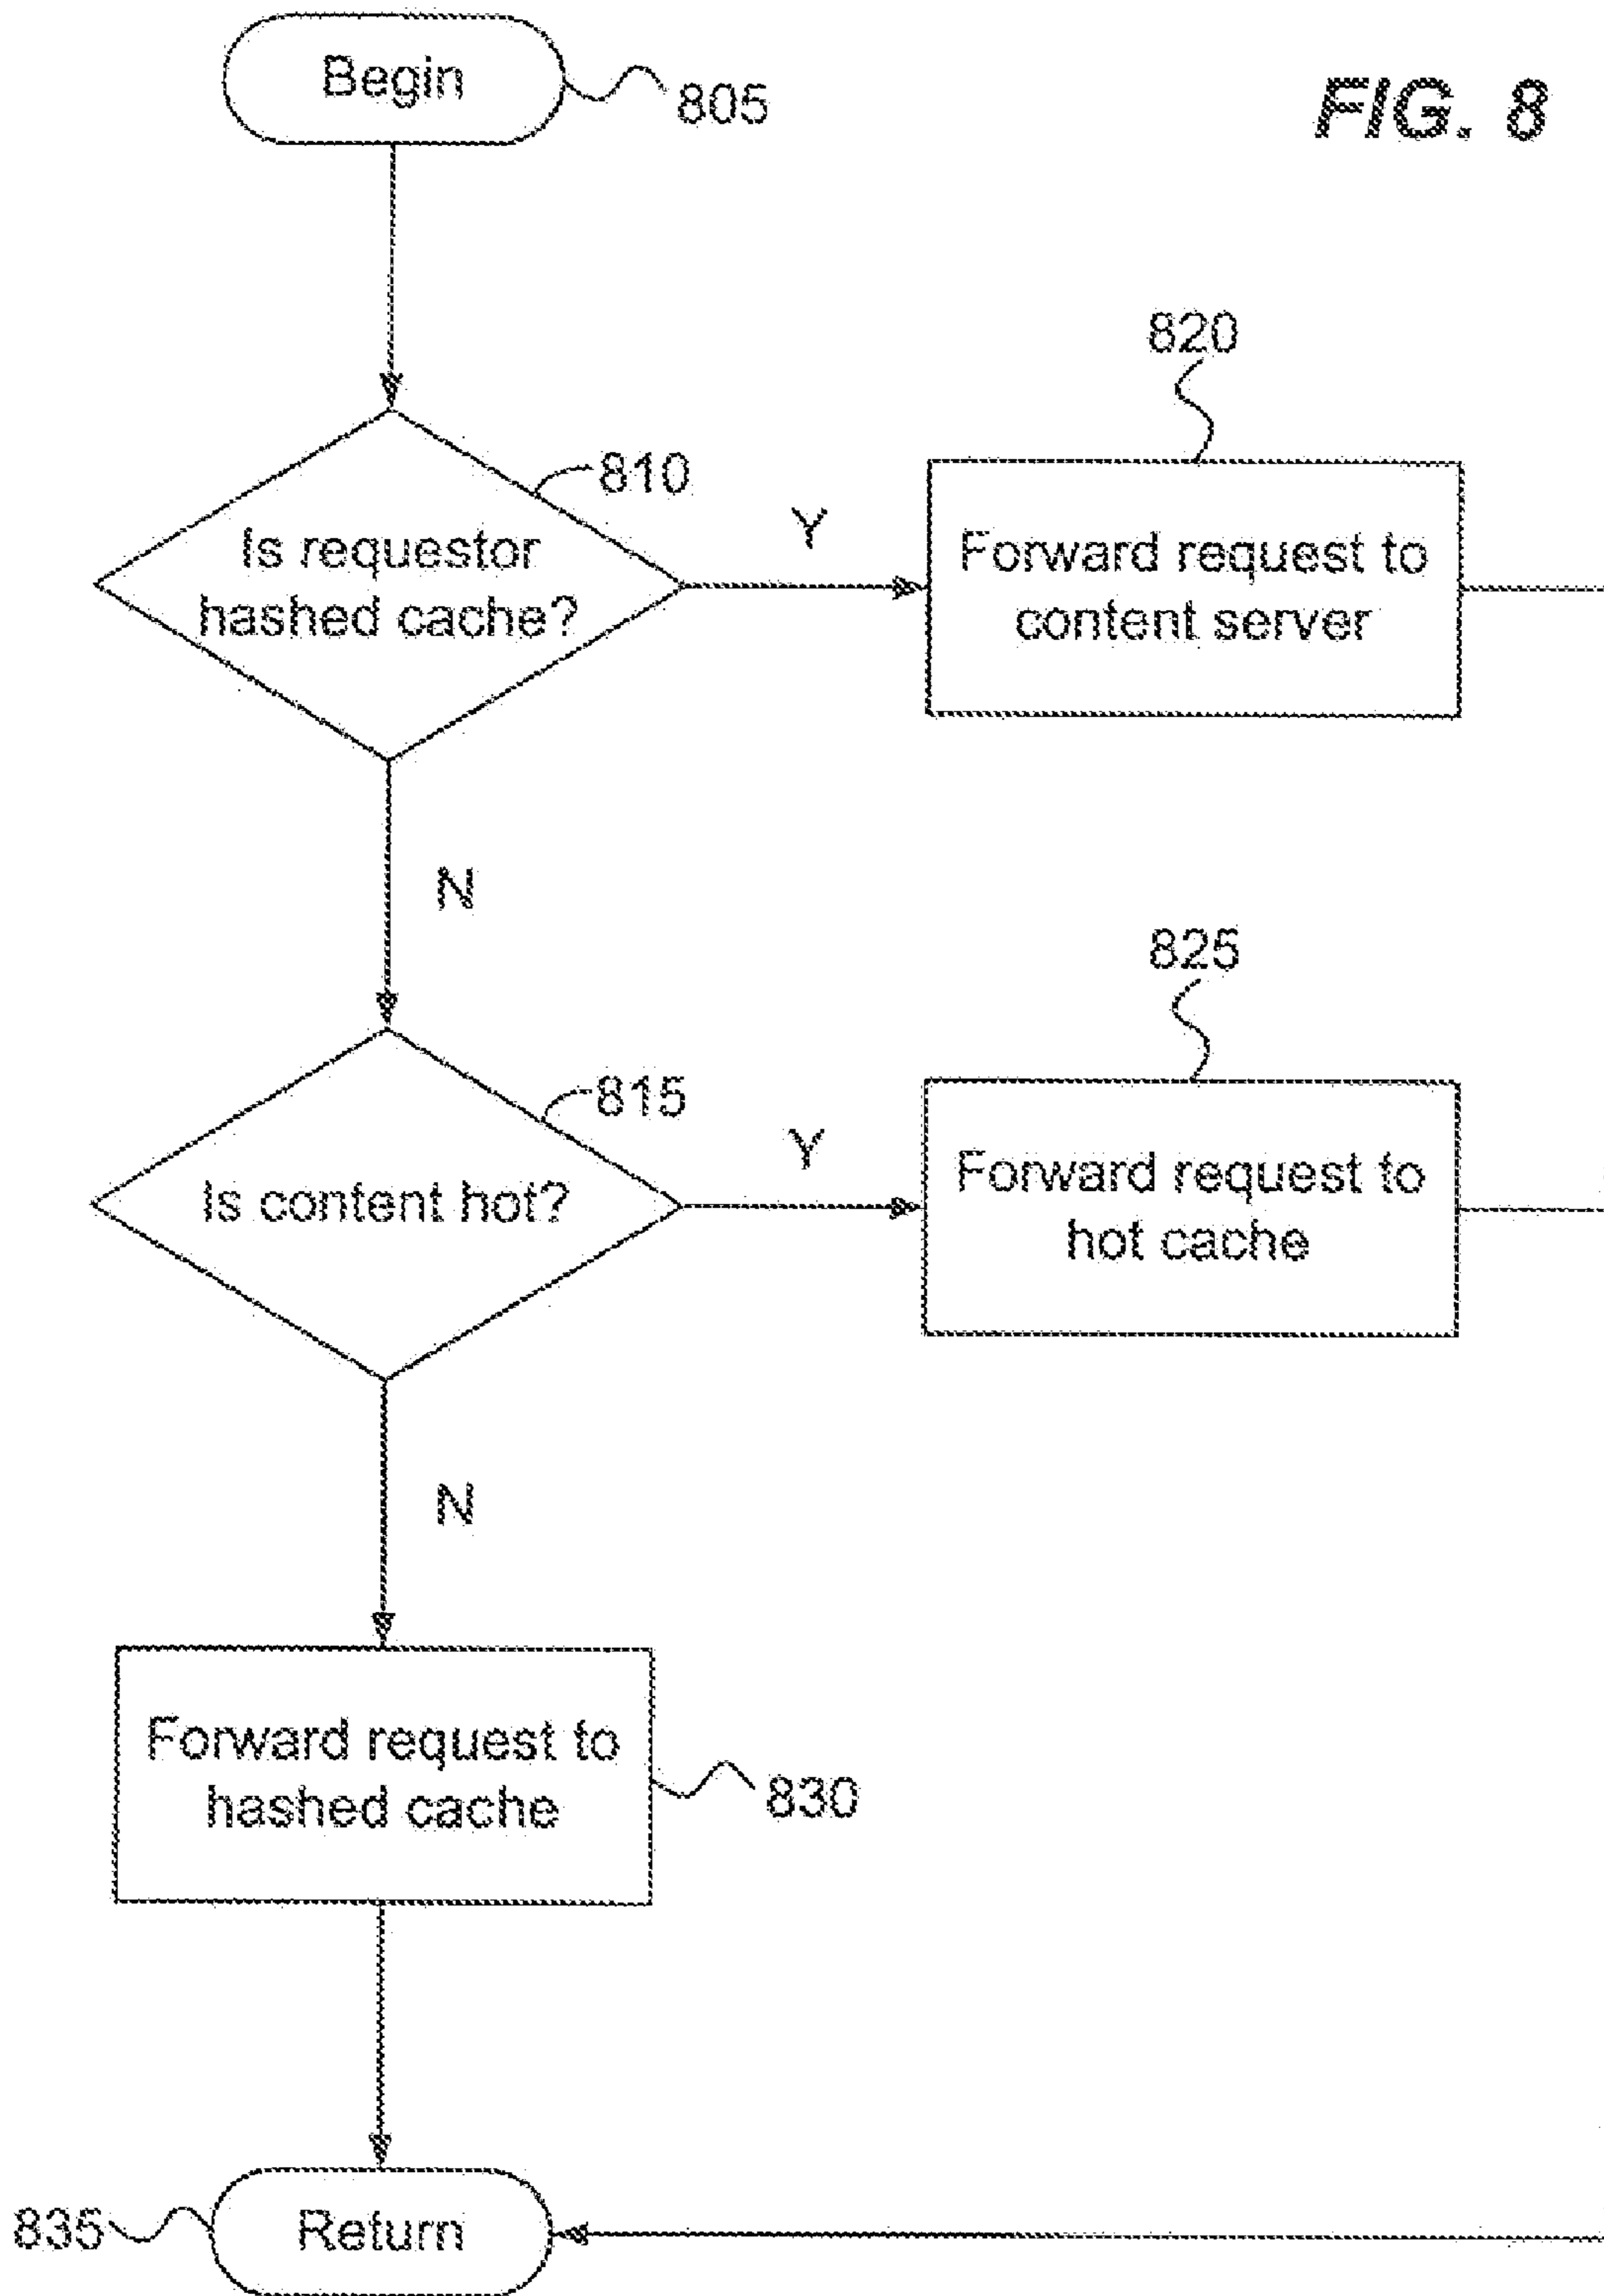 Begin
805
FIG. 8
820
810
Is requestor
hashed cache?
Y
Forward request to
content server
N
825
815
Is content hot?
Y
Forward request to
hot cache
N
Forward request to
hashed cache
830
835
Return